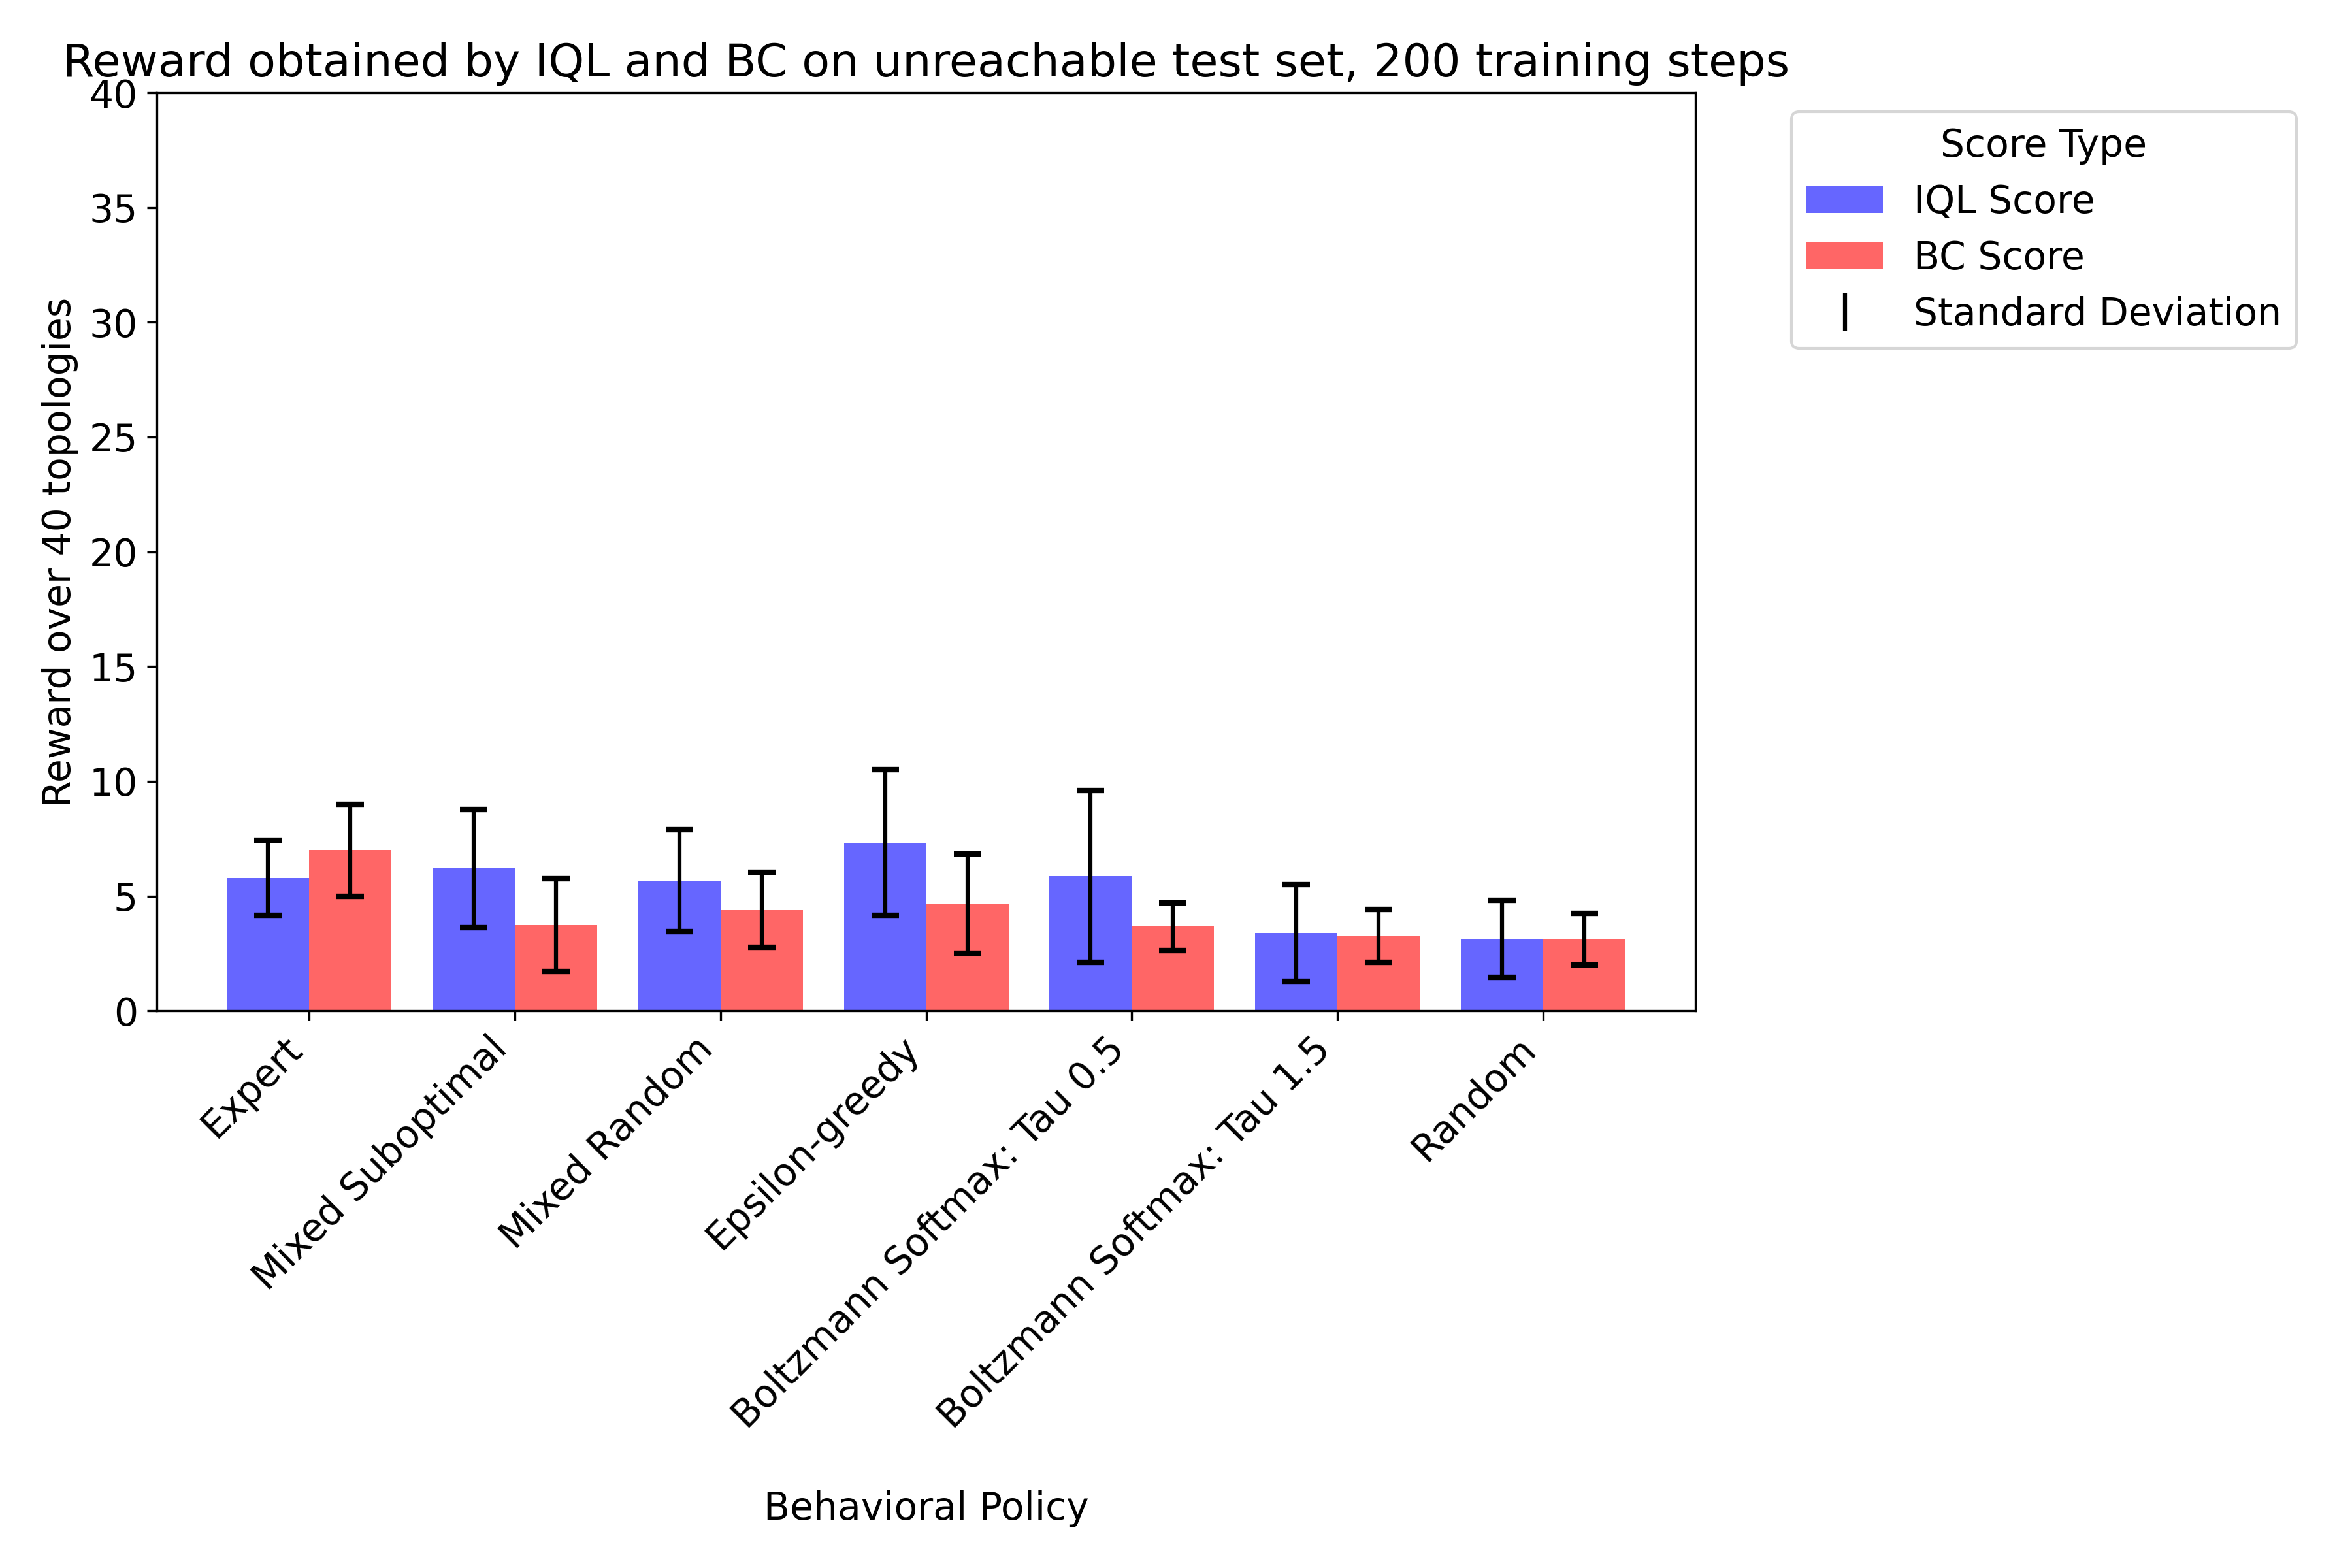 Reward obtained by IQL and BC on unreachable test set, 200 training steps
Reward over 40 topologies
40
35
30
25
20
15
10
5
0
Expert
Mixed Suboptimal
Mixed Random
Epsilon-greedy
Boltzmann Softmax: Tau 0.5
Boltzmann Softmax: Tau 1.5
Random
Behavioral Policy
Score Type
IQL Score
BC Score
Standard Deviation